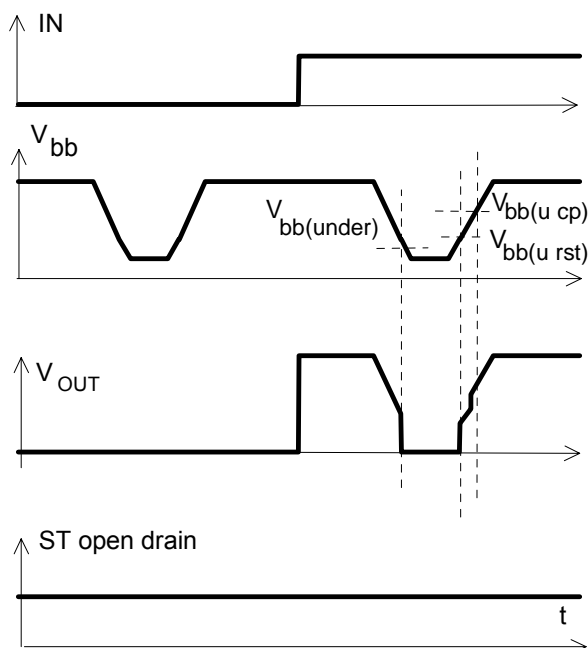 IN
V bb
V bb(under)
V bb(u cp)
V bb(u rst)
V OUT
ST open drain
t